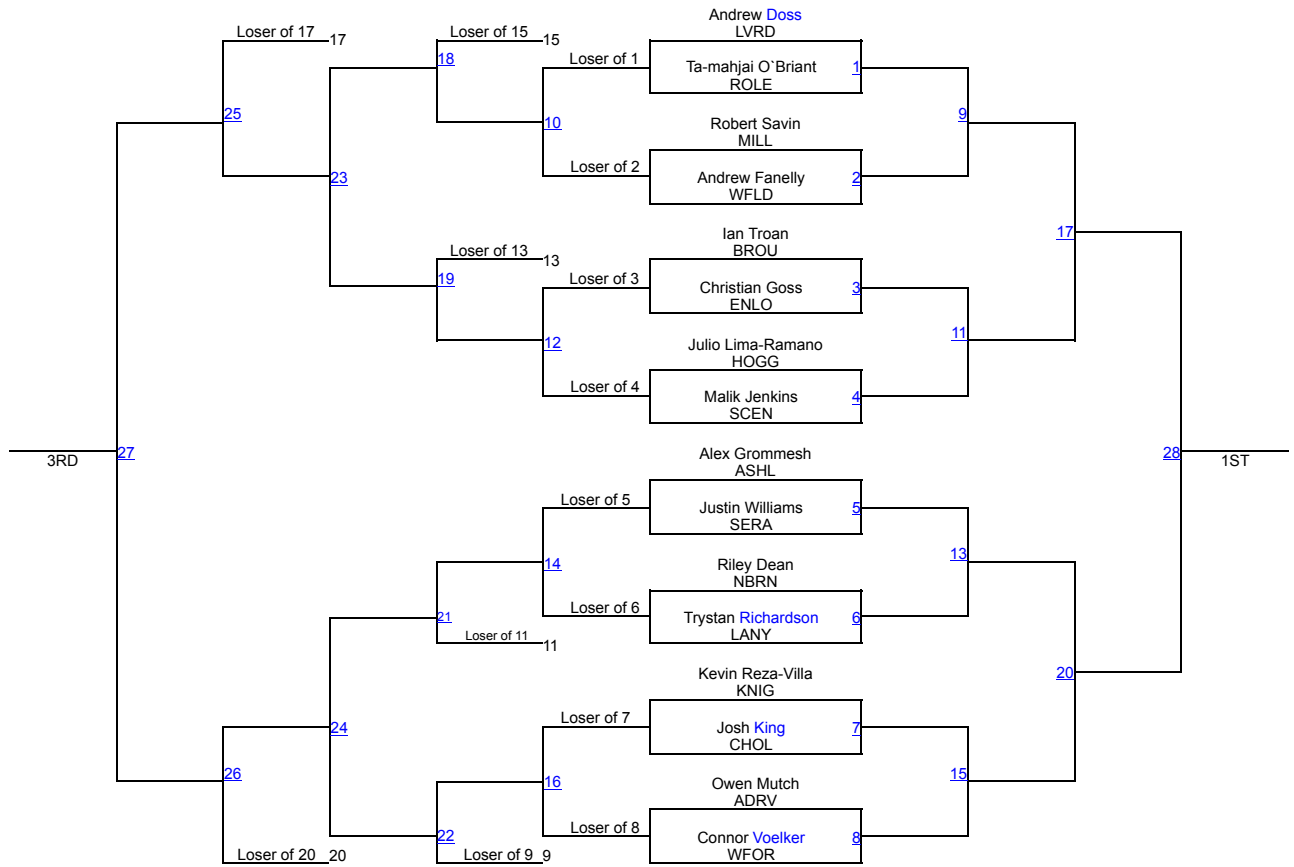 Andrew Doss
LVRD
Loser of 17 17
Loser of 15 15
18
Loser of 1
Ta-mahjai O`Briant 1
ROLE
25
10
9
Robert Savin
MILL
Loser of 2
23
Andrew Fanelly 2
WFLD
Ian Troan
BROU
17
Loser of 13 13
19
Loser of 3
Christian Goss 3
ENLO
12
11
Julio Lima-Ramano
HOGG
Loser of 4
Malik Jenkins 4
SCEN
3RD
27
Alex Grommesh
ASHL
28
1ST
Loser of 5
Justin Williams 5
SERA
14
13
Riley Dean
NBRN
21
Loser of 6
Trystan Richardson 6
LANY
Loser of 11 11
Kevin Reza-Villa
KNIG
20
24
Loser of 7
Josh King 7
CHOL
26
16
15
Owen Mutch
ADRV
22
Loser of 8
Connor Voelker 8
WFOR
Loser of 20 20
Loser of 9 9